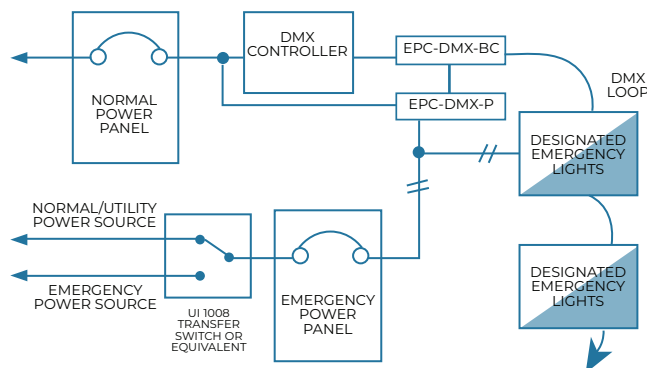 DMX
CONTROLLER
EPC-DMX-BC
DMX
LOOP
EPC-DMX-P
NORMAL
POWER
PANEL
DESIGNATED
EMERGENCY
LIGHTS
NORMAL/UTILITY
POWER SOURCE
EMERGENCY
POWER SOURCE
UI 1008
TRANSFER
SWITCH OR
EQUIVALENT
EMERGENCY
POWER
PANEL
DESIGNATED
EMERGENCY
LIGHTS